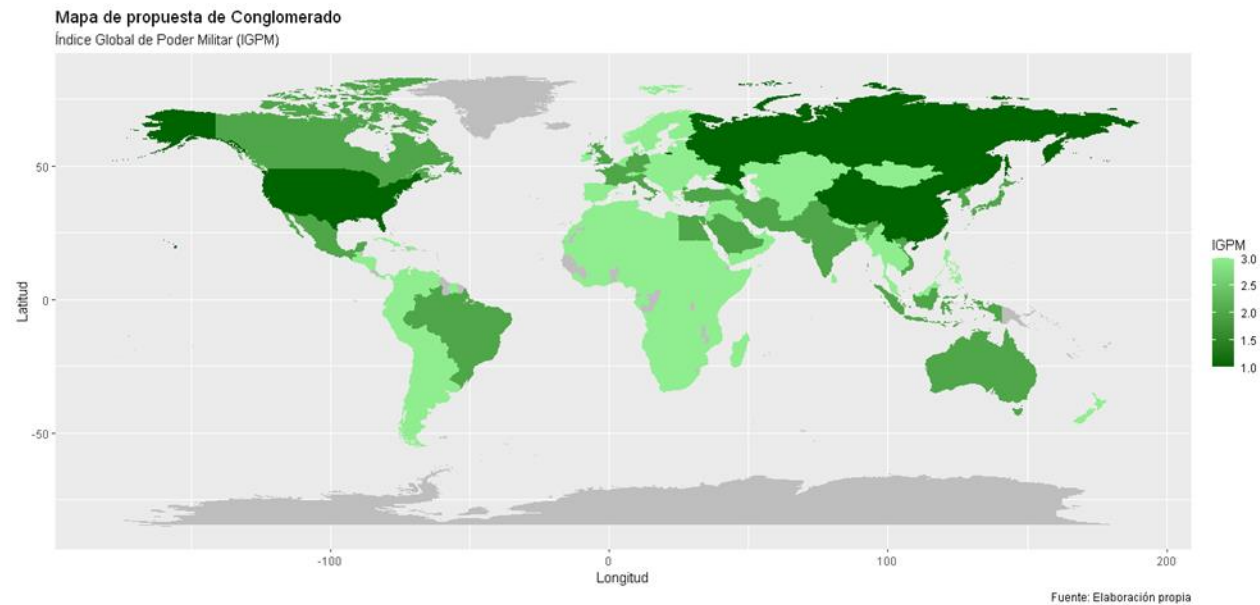 Mapa de propuesta de Conglomerado
Índice Global de Poder Militar (IGPM)
50
0
-50
Latitud
-100
0
100
200
Longitud
IGPM
3.0
2.5
2.0
1.5
1.0
Fuente: Elaboración propia